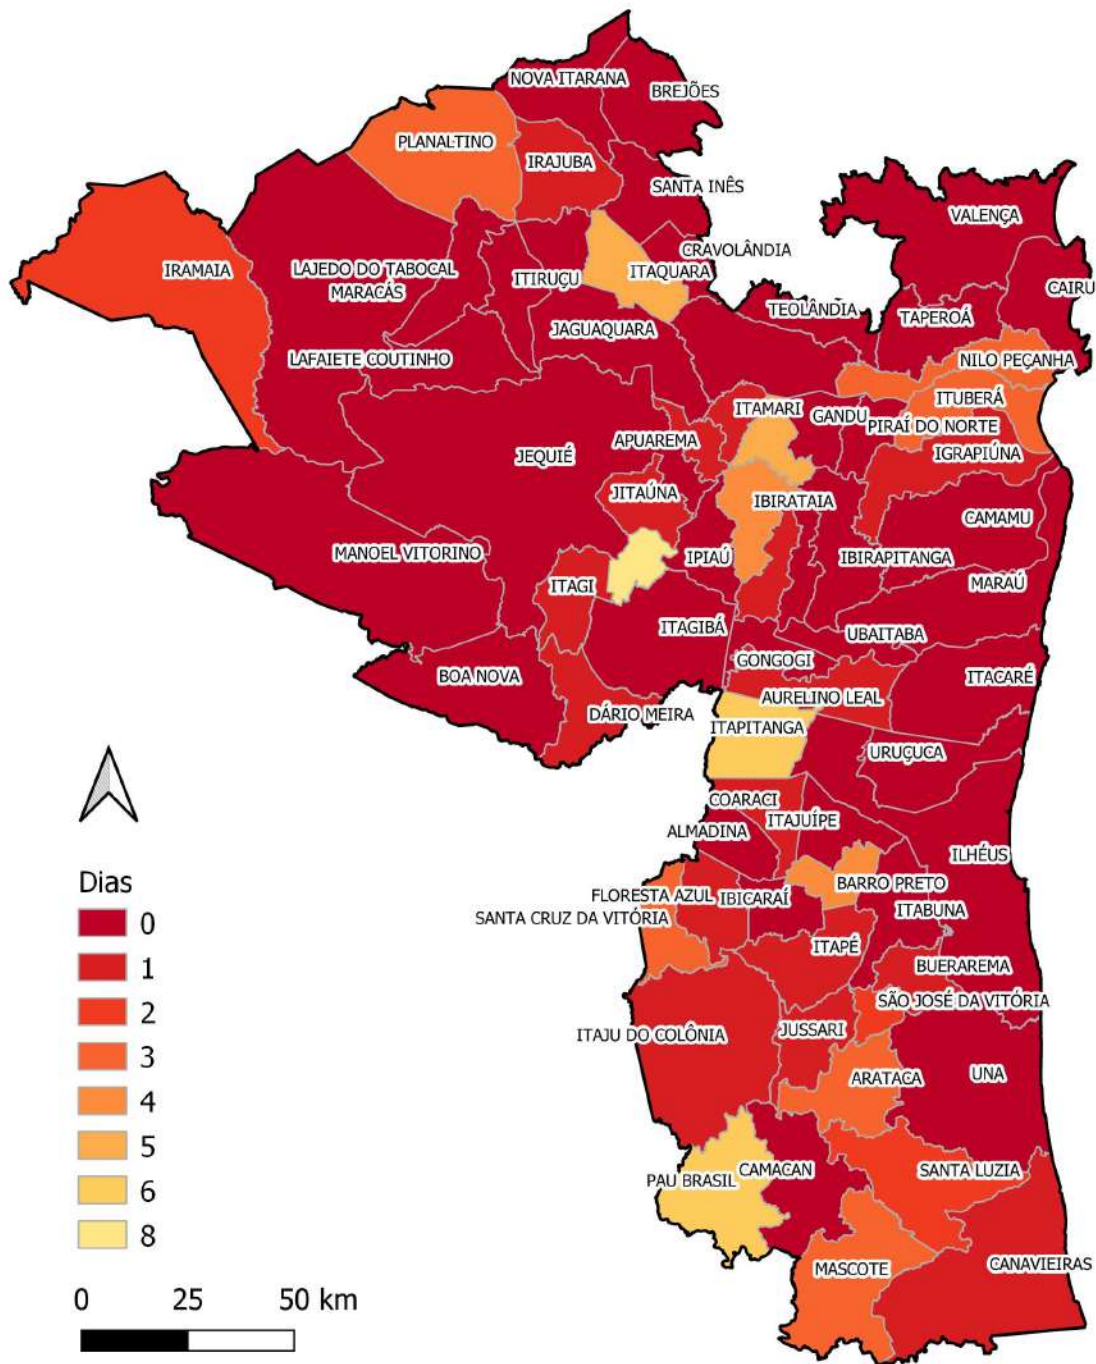 NOVA ITARANA
BREJÕES
PLANALTINO
IRAJUBA
SANTA INÊS
VALENÇA
CRAVOLÂNDIA
IRAMAIA
LAJEDO DO TABOCAL
ITIRUÇU
ITAQUARA
MARACÁS
CAIRU
TEOLÂNDIA
TAPEROÁ
JAGUAQUARA
LAFAIETE COUTINHO
NILO PEÇANHA
ITUBERÁ
ITAMARI
GANDU
PIRAÍ DO NORTE
APUAREMA
IGRAPIÚNA
JEQUIÉ
JITAÚNA
IBIRATAIA
CAMAMU
MANOEL VITORINO
IPIAÚ
IBIRAPITANGA
ITAGI
MARAÚ
ITAGIBÁ
UBAITABA
GONGOGI
BOA NOVA
ITACARÉ
AURELINO LEAL
DÁRIO MEIRA
ITAPITANGA
URUÇUCA
COARACI
ITAJUÍPE
ALMADINA
ILHÉUS
BARRO PRETO
FLORESTA AZUL
IBICARAÍ
SANTA CRUZ DA VITÓRIA
ITABUNA
ITAPÉ
BUERAREMA
SÃO JOSÉ DA VITÓRIA
ITAJU DO COLÔNIA
JUSSARI
ARATACA
UNA
PAU BRASIL
CAMACAN
SANTA LUZIA
MASCOTE
CANAVIEIRAS
Dias
0
1
2
3
4
5
6
8
0 25 50 km